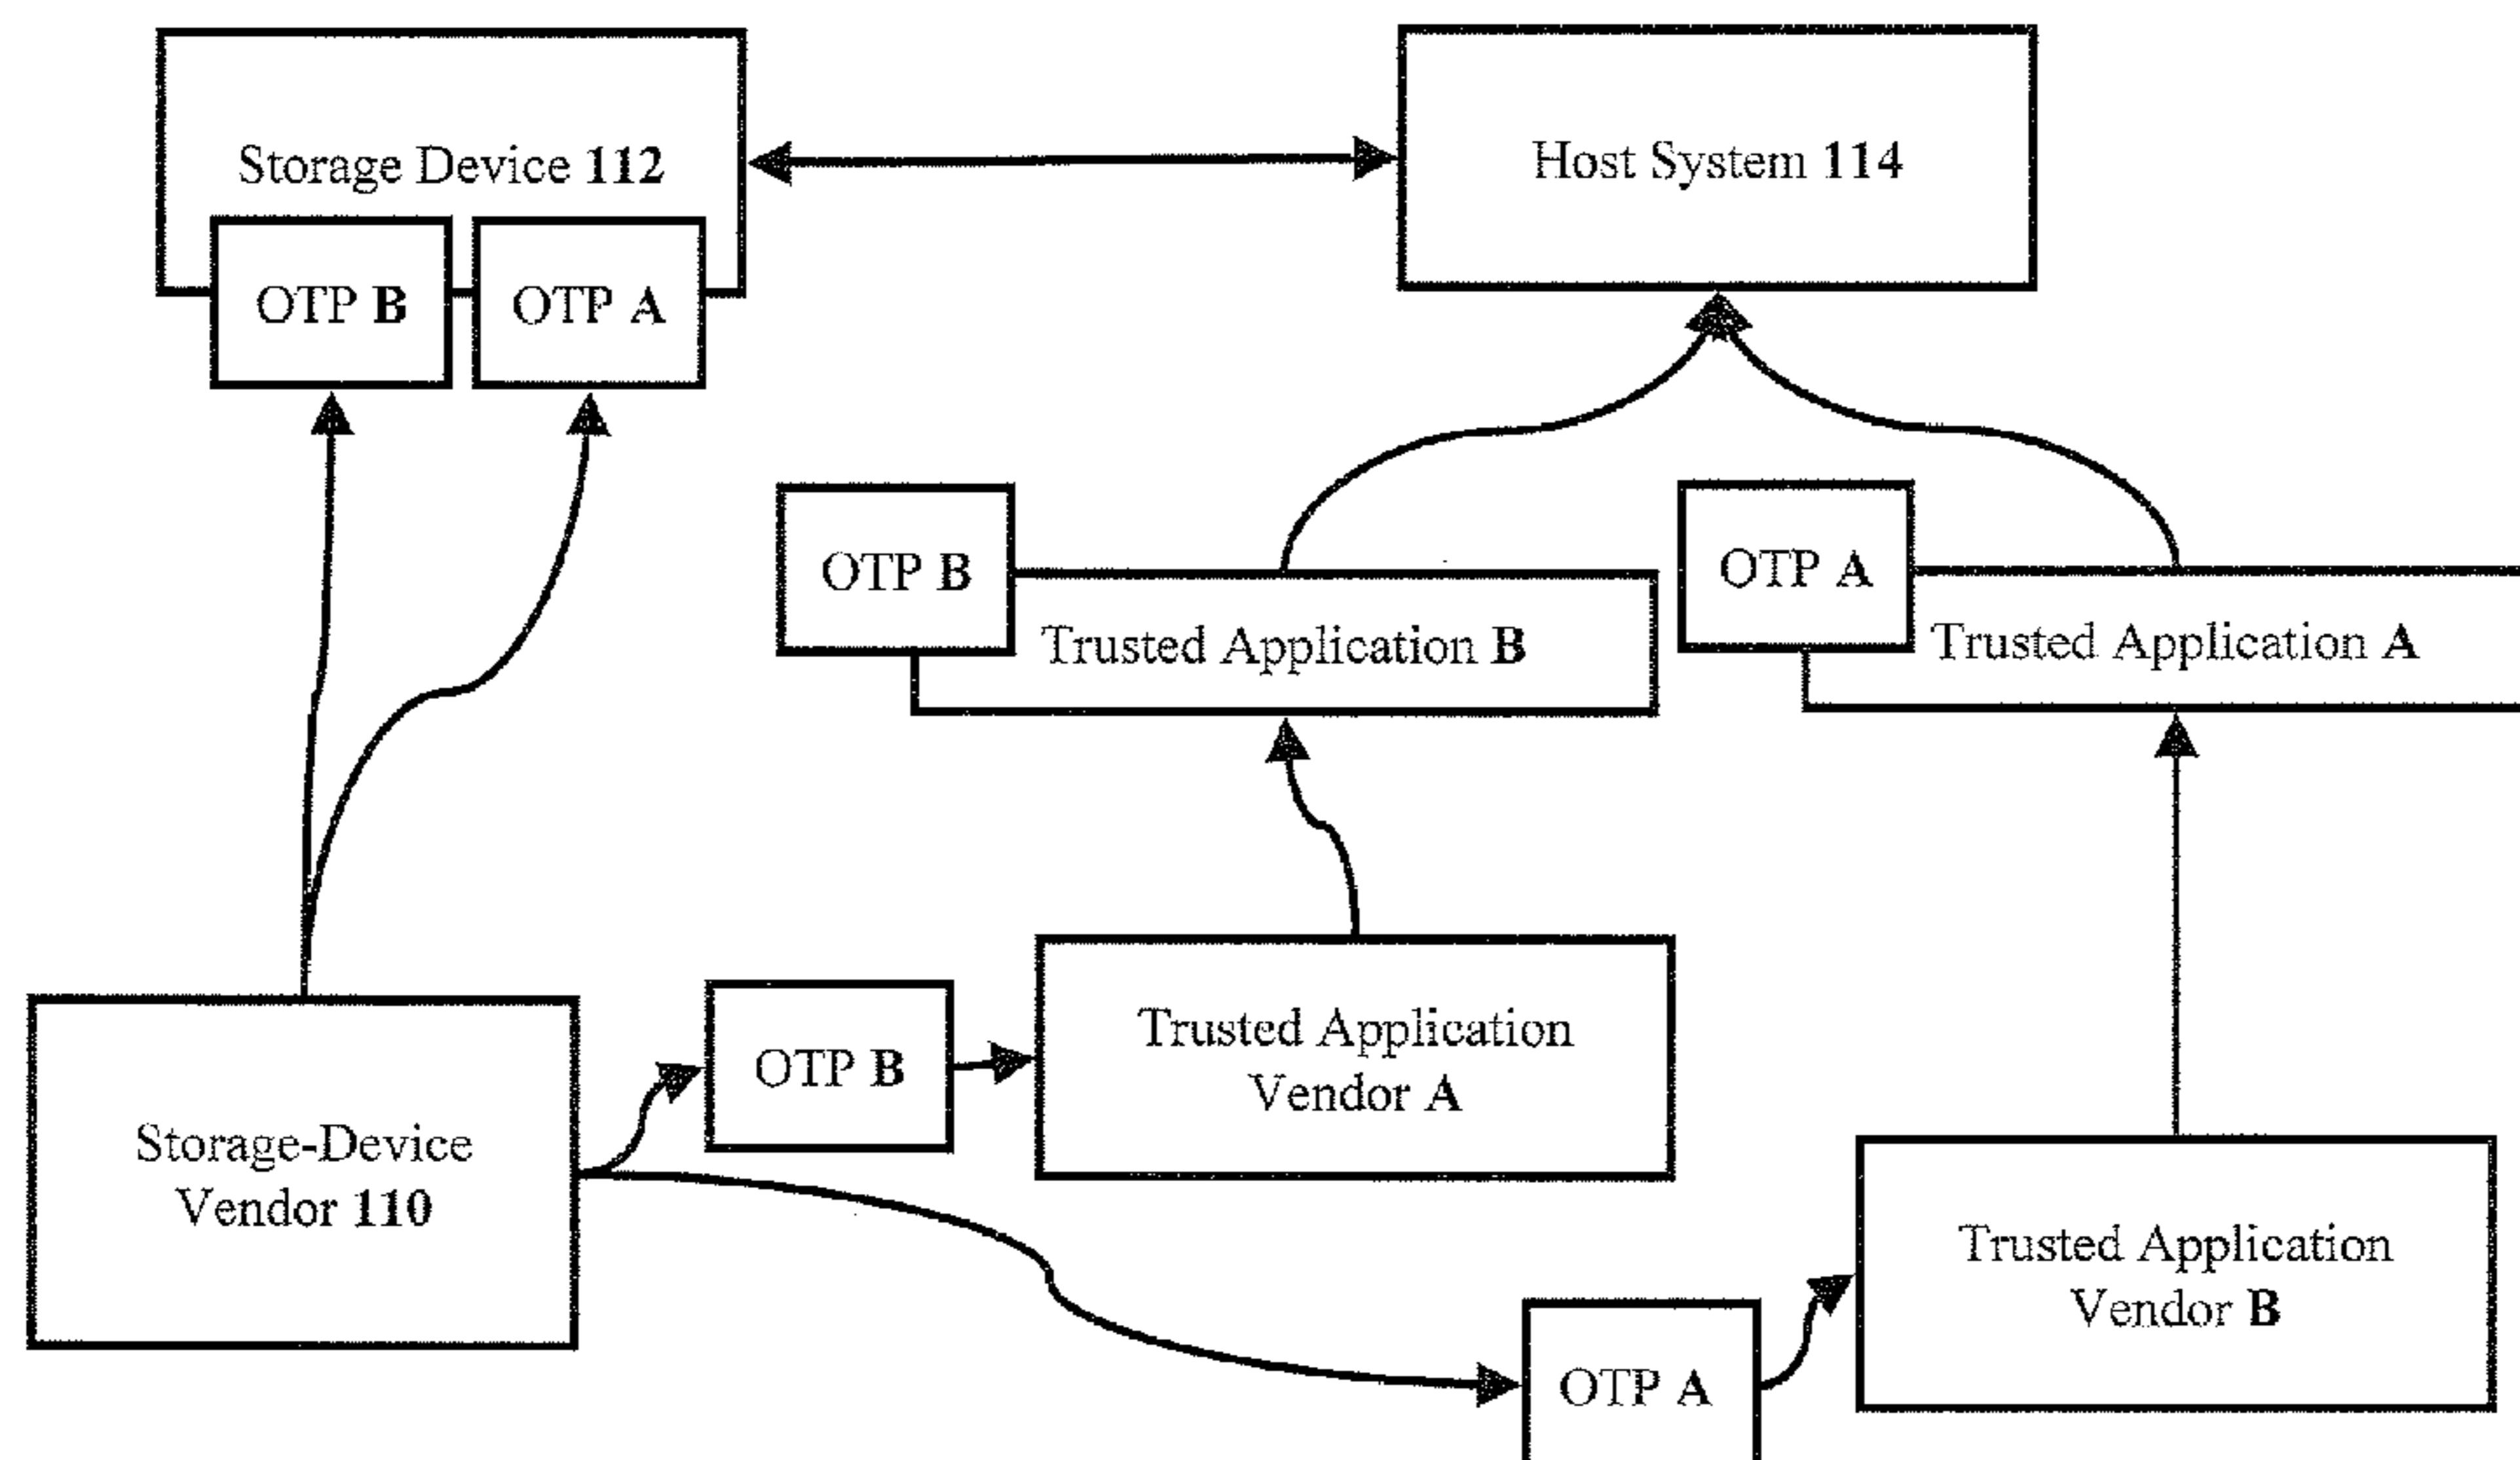 Storage Device 112
Host System 114
OTP B
OTP A
OTP B
OTP A
Trusted Application B
Trusted Application A
OTP B
Trusted Application
Vendor A
Storage-Device
Vendor 110
Trusted Application
Vendor B
OTP A